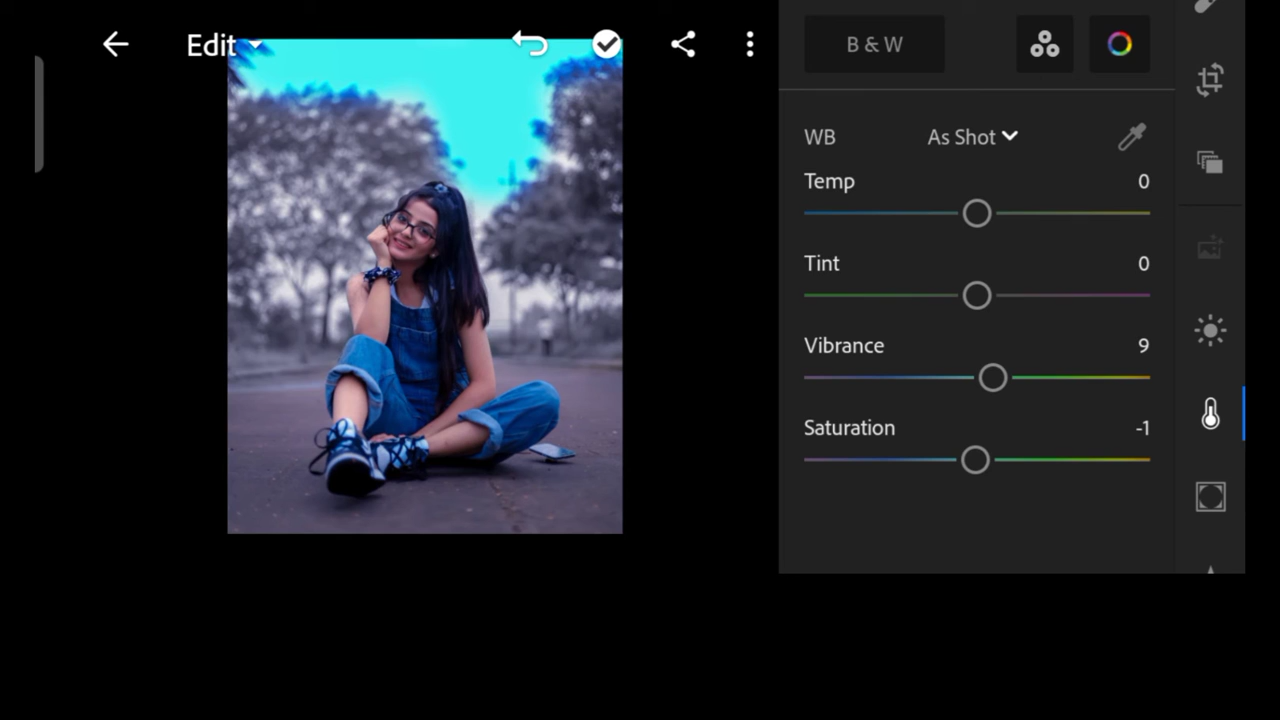 Edit
B & W
WB As Shot
Temp 0
Tint 0
Vibrance 9
Saturation -1